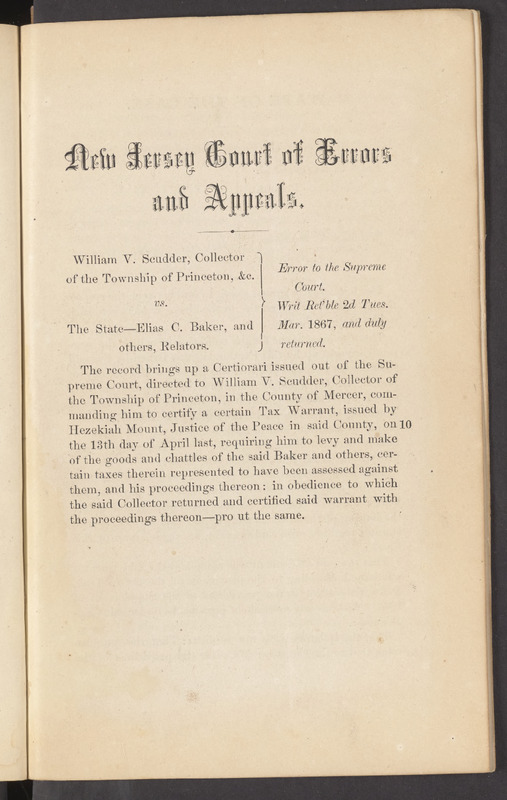 New Jersey Court of Errors
and Appeals.
William V. Scudder, Collector
of the Township of Princeton, &c.
vs.
The State—Elias C. Baker, and
others, Relators.
Error to the Supreme
Court.
Writ Ret'ble 2d Tues.
Mar. 1867, and duly
returned.
The record brings up a Certiorari issued out of the Su-
preme Court, directed to William V. Scudder, Collector of
the Township of Princeton, in the County of Mercer, com-
manding him to certify a certain Tax Warrant, issued by
Hezekiah Mount, Justice of the Peace in said County, on 10
the 13th day of April last, requiring him to levy and make
of the goods and chattles of the said Baker and others, cer-
tain taxes therein represented to have been assessed against
them, and his proceedings thereon: in obedience to which
the said Collector returned and certified said warrant with
the proceedings thereon—pro ut the same.